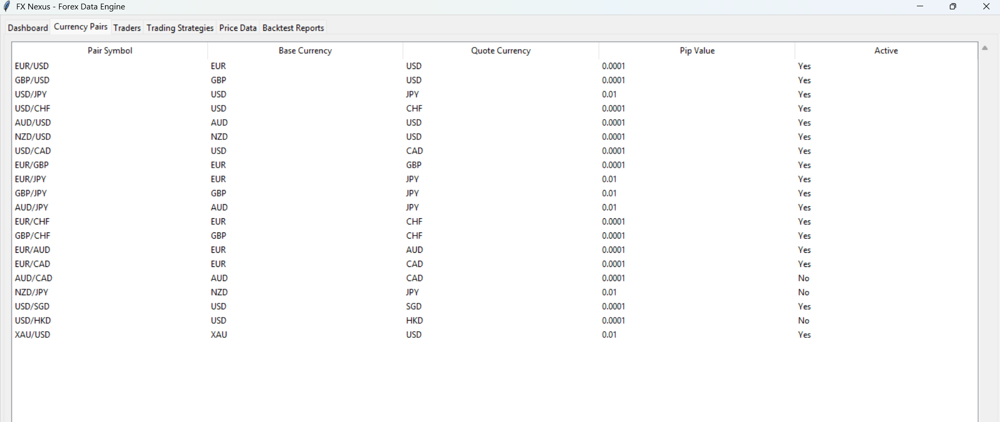 FX Nexus - Forex Data Engine
Dashboard Currency Pairs Traders Trading Strategies Price Data Backtest Reports
Pair Symbol Base Currency Quote Currency Pip Value Active
EUR/USD EUR USD 0.0001 Yes
GBP/USD GBP USD 0.0001 Yes
USD/JPY USD JPY 0.01 Yes
USD/CHF USD CHF 0.0001 Yes
AUD/USD AUD USD 0.0001 Yes
NZD/USD NZD USD 0.0001 Yes
USD/CAD USD CAD 0.0001 Yes
EUR/GBP EUR GBP 0.0001 Yes
EUR/JPY EUR JPY 0.01 Yes
GBP/JPY GBP JPY 0.01 Yes
AUD/JPY AUD JPY 0.01 Yes
EUR/CHF EUR CHF 0.0001 Yes
GBP/CHF GBP CHF 0.0001 Yes
EUR/AUD EUR AUD 0.0001 Yes
EUR/CAD EUR CAD 0.0001 Yes
AUD/CAD AUD CAD 0.0001 No
NZD/JPY NZD JPY 0.01 No
USD/SGD USD SGD 0.0001 Yes
USD/HKD USD HKD 0.0001 No
XAU/USD XAU USD 0.01 Yes